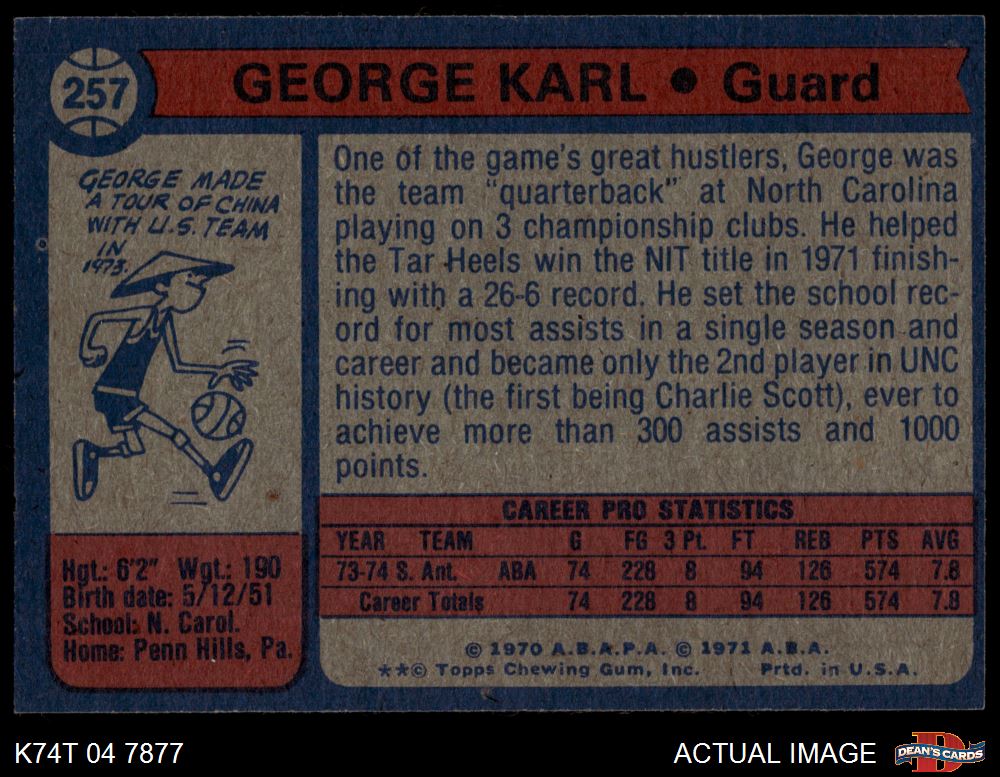 257
GEORGE KARL ● Guard
GEORGE MADE
A TOUR OF CHINA
WITH U.S. TEAM
IN
1973.
One of the game's great hustlers, George was
the team "quarterback" at North Carolina
playing on 3 championship clubs. He helped
the Tar Heels win the NIT title in 1971 finish-
ing with a 26-6 record. He set the school rec-
ord for most assists in a single season and
career and became only the 2nd player in UNC
history (the first being Charlie Scott), ever to
achieve more than 300 assists and 1000
points.
Hgt.: 6'2" Wgt.: 190
Birth date: 5/12/51
School: N. Carol.
Home: Penn Hills, Pa.
CAREER PRO STATISTICS
YEAR TEAM G FG 3 Pt. FT REB PTS AVG
73-74 S. Ant. ABA 74 228 8 94 126 574 7.8
Career Totals 74 228 8 94 126 574 7.8
© 1970 A.B.A.P.A. © 1971 A.B.A.
**© Topps Chewing Gum, Inc. Prtd. in U.S.A.
K74T 04 7877
ACTUAL IMAGE
D
DEAN'S CARDS